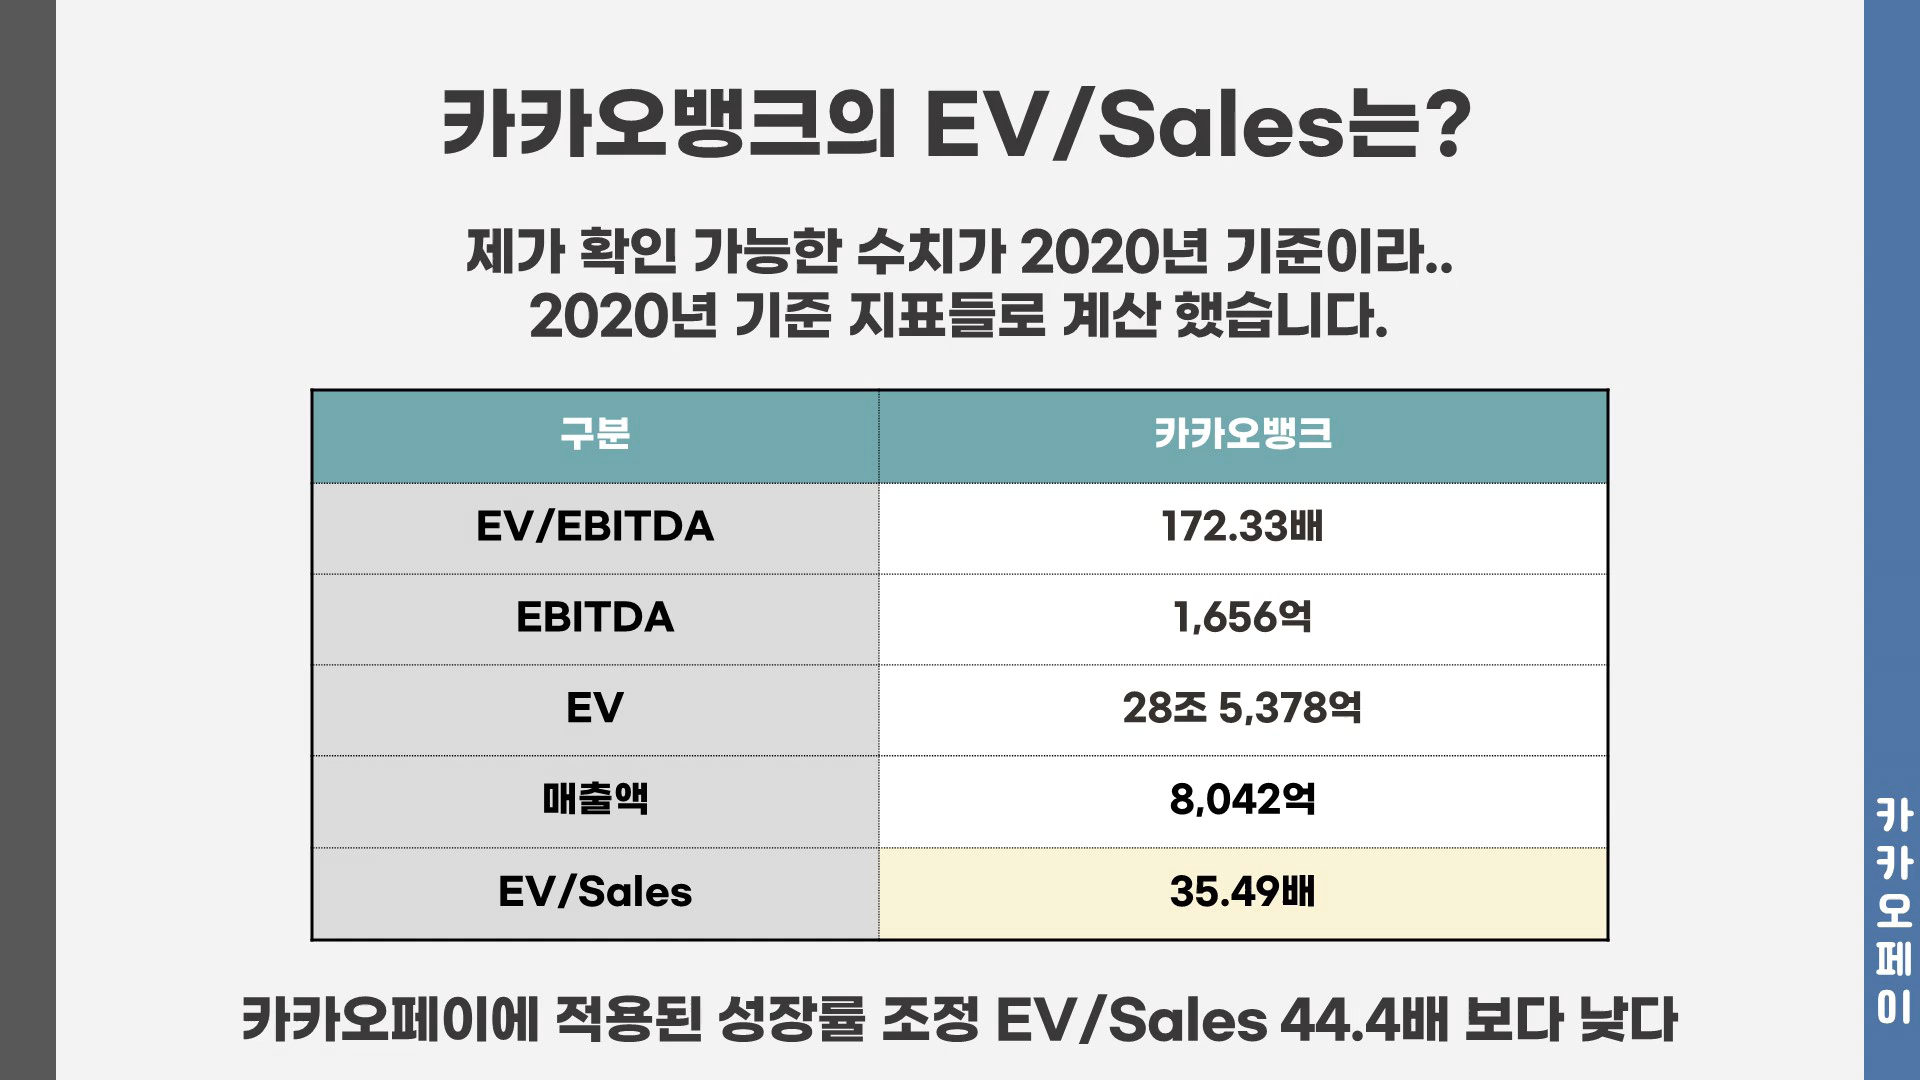 카카오뱅크의 EV/Sales는?
제가 확인 가능한 수치가 2020년 기준이라..
2020년 기준 지표들로 계산 했습니다.
구분 카카오뱅크
EV/EBITDA 172.33배
EBITDA 1,656억
EV 28조 5,378억
매출액 8,042억
EV/Sales 35.49배
카카오페이에 적용된 성장률 조정 EV/Sales 44.4배 보다 낮다
카카오페이